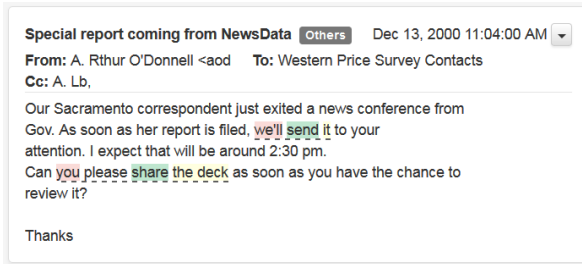 Special report coming from NewsData Others Dec 13, 2000 11:04:00 AM
From: A. Rthur O'Donnell <aod To: Western Price Survey Contacts
Cc: A. Lb,
Our Sacramento correspondent just exited a news conference from
Gov. As soon as her report is filed, we'll send it to your
attention. I expect that will be around 2:30 pm.
Can you please share the deck as soon as you have the chance to
review it?
Thanks